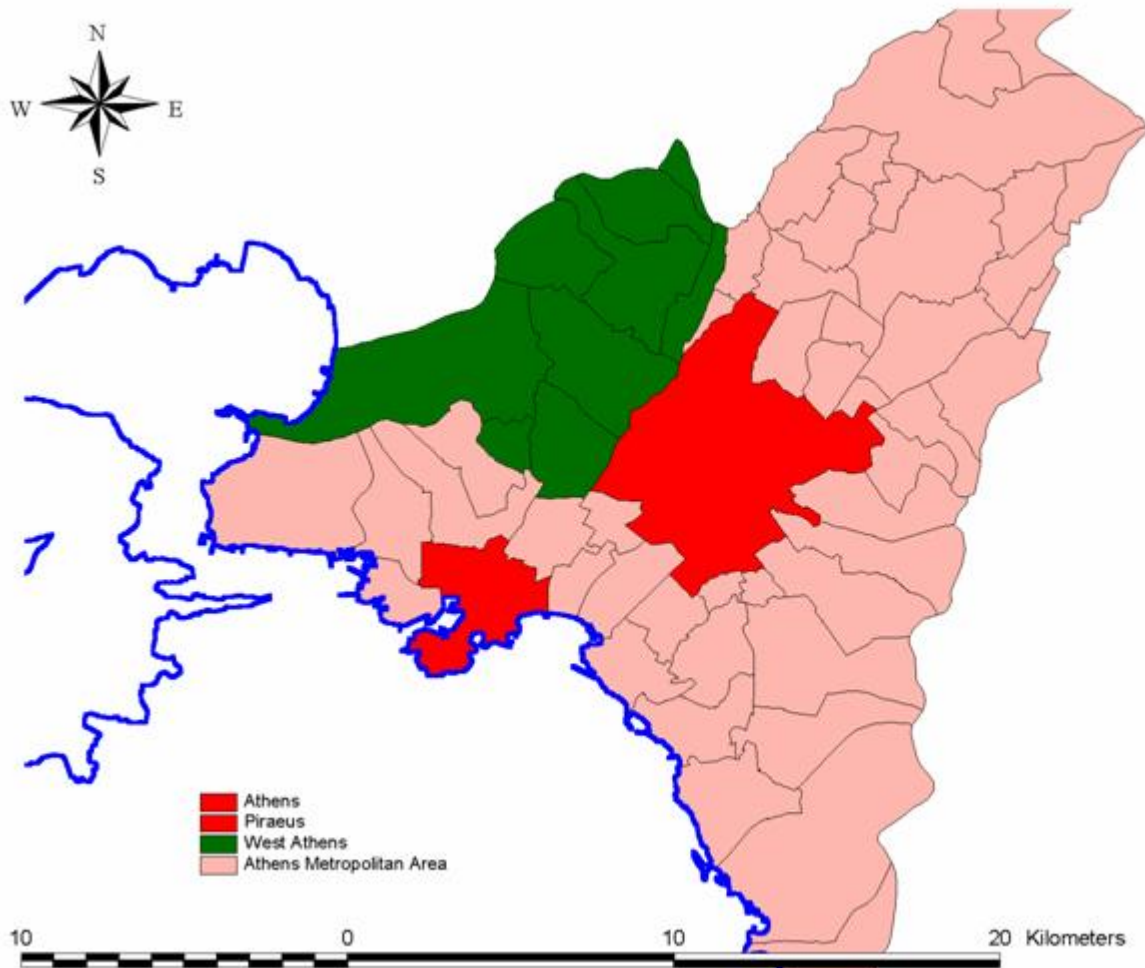 N
W E
S
Athens
Piraeus
West Athens
Athens Metropolitan Area
10 0 10 20 Kilometers